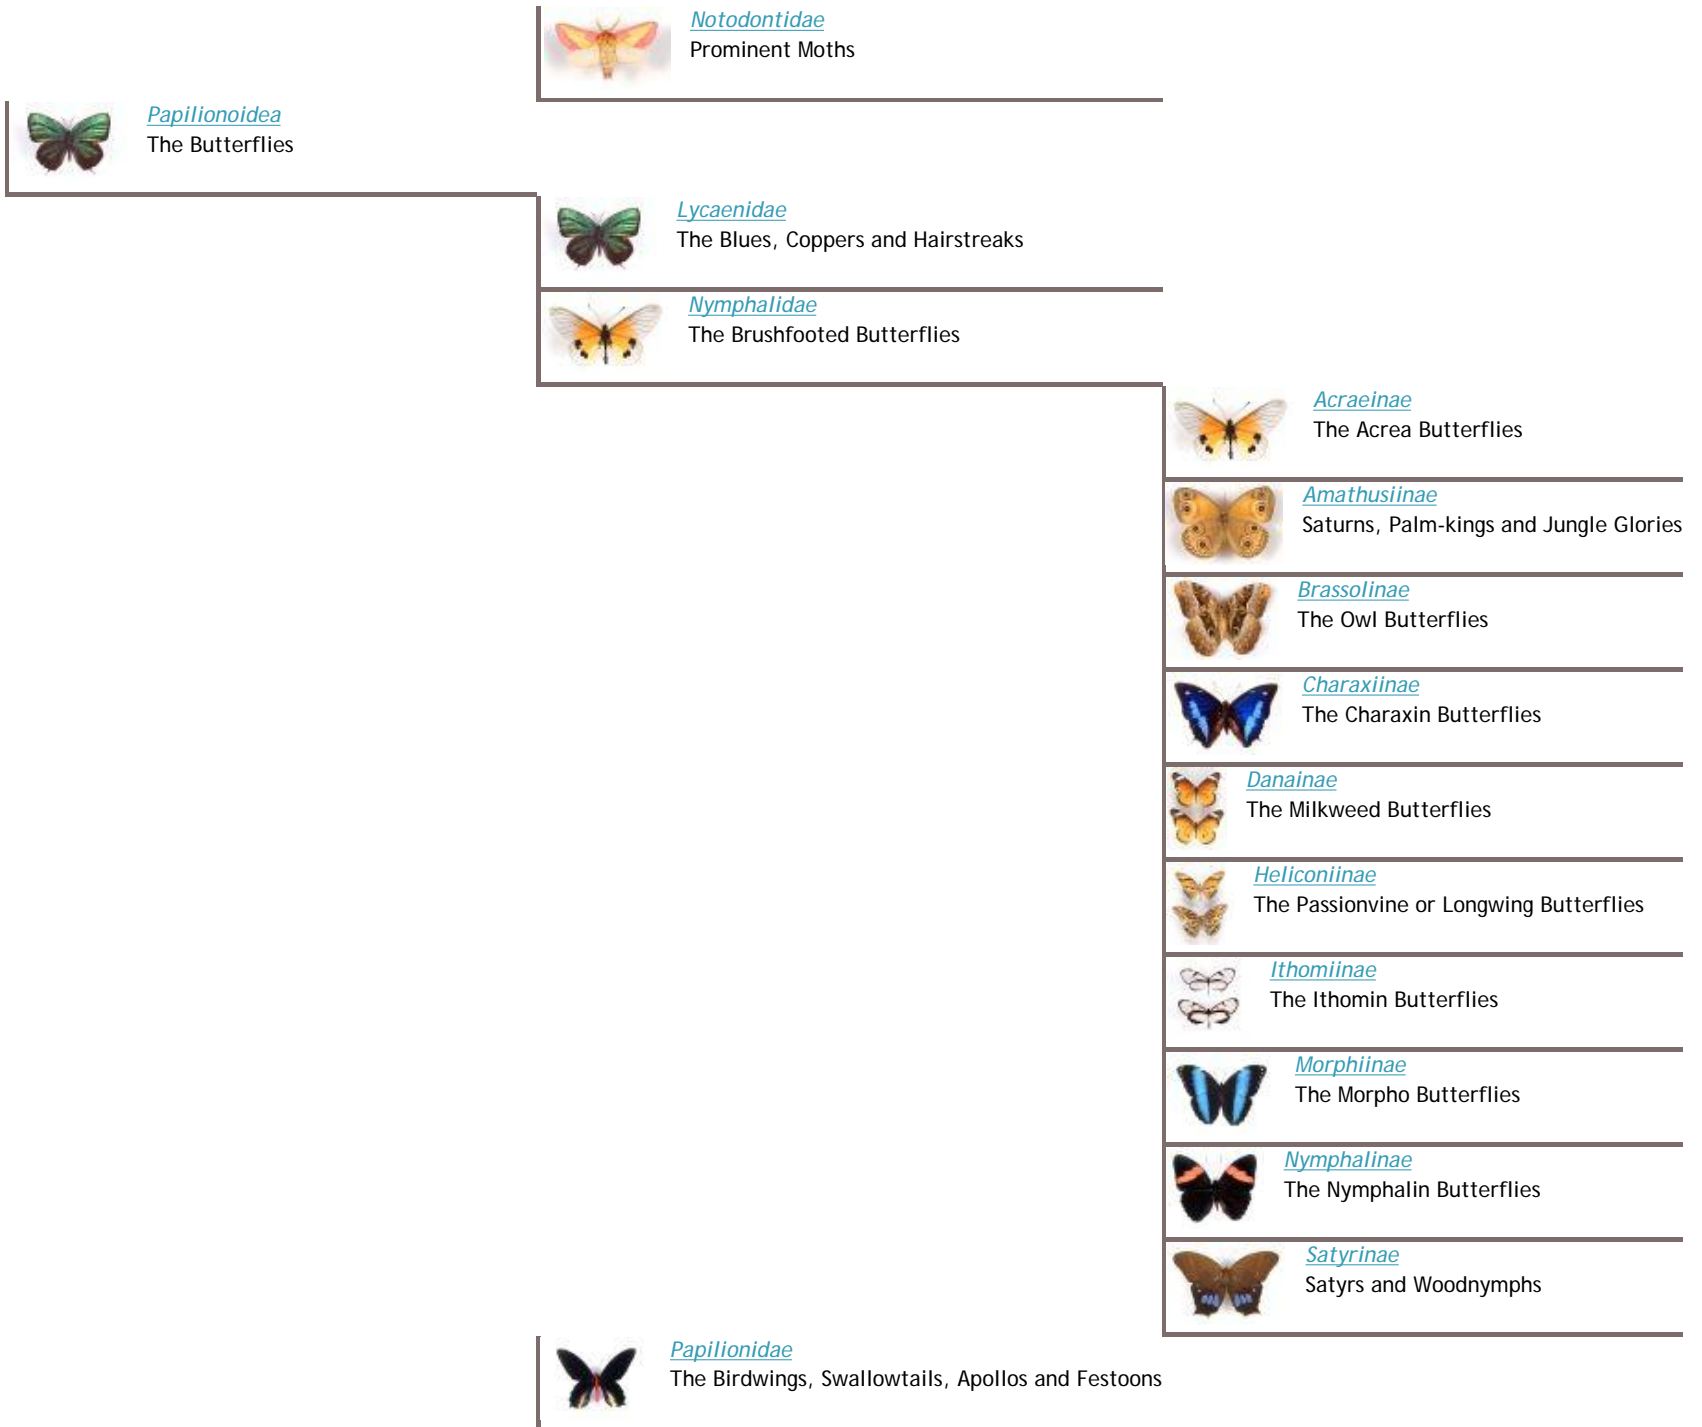 Notodontidae
Prominent Moths
Papilionoidea
The Butterflies
Lycaenidae
The Blues, Coppers and Hairstreaks
Nymphalidae
The Brushfooted Butterflies
Acraeinae
The Acrea Butterflies
Amathusiinae
Saturns, Palm-kings and Jungle Glories
Brassolinae
The Owl Butterflies
Charaxiinae
The Charaxin Butterflies
Danainae
The Milkweed Butterflies
Heliconiinae
The Passionvine or Longwing Butterflies
Ithomiinae
The Ithomin Butterflies
Morphiinae
The Morpho Butterflies
Nymphalinae
The Nymphalin Butterflies
Satyrinae
Satyrs and Woodnymphs
Papilionidae
The Birdwings, Swallowtails, Apollos and Festoons